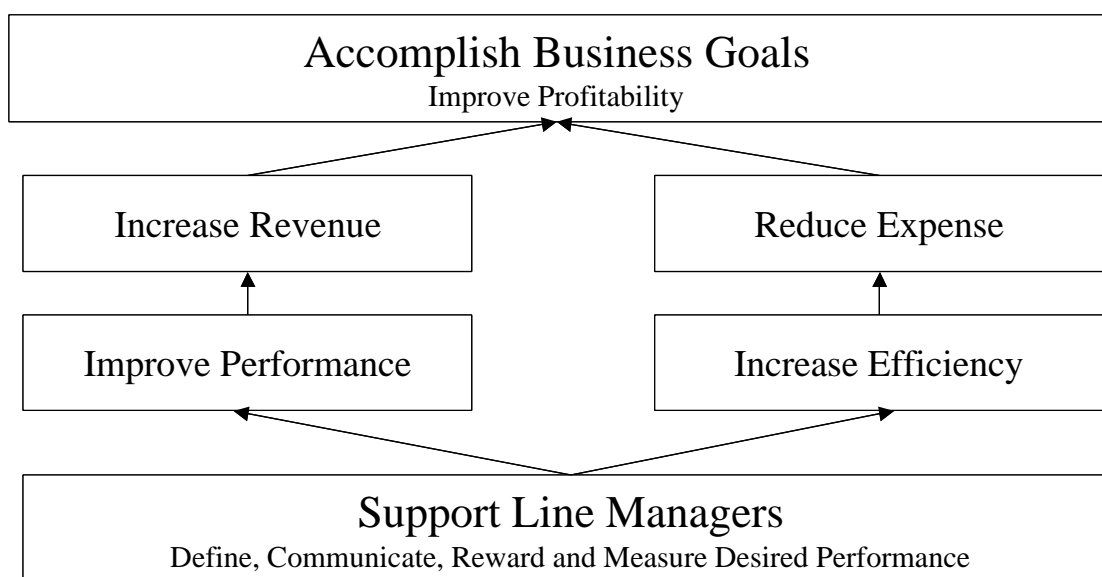 Accomplish Business Goals
Improve Profitability
Increase Revenue
Reduce Expense
Improve Performance
Increase Efficiency
Support Line Managers
Define, Communicate, Reward and Measure Desired Performance